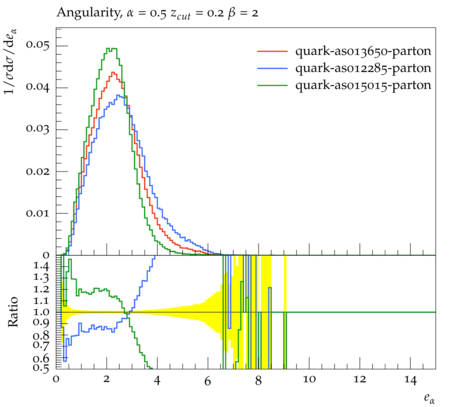 Angularity, α = 0.5 z_cut = 0.2 β = 2
1/σdσ/de_α
quark-as013650-parton
quark-as012285-parton
quark-as015015-parton
0.05
0.04
0.03
0.02
0.01
0
Ratio
1.4
1.3
1.2
1.1
1.0
0.9
0.8
0.7
0.6
0.5
0 2 4 6 8 10 12 14
e_α